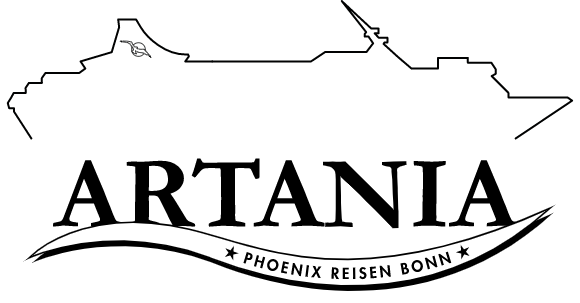 ARTANIA
★ PHOENIX REISEN BONN ★